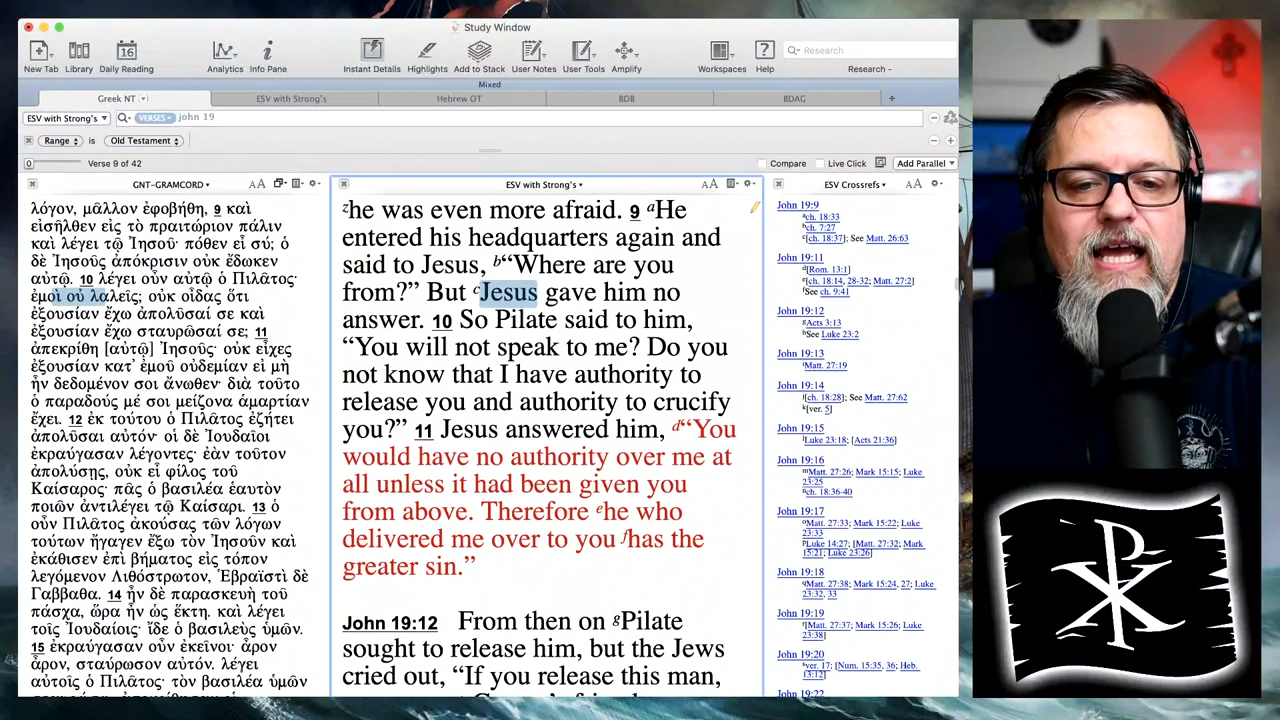 Study Window
New Tab
Library
16
Daily Reading
Analytics
Info Pane
Instant Details
Highlights
Add to Stack
User Notes
User Tools
Amplify
Workspaces
Help
Research
Research
Mixed
Greek NT
ESV with Strong's
Hebrew OT
BDB
BDAG
+
ESV with Strong's
VERSES
john 19
Range
is
Old Testament
0
Verse 9 of 42
Compare
Live Click
Add Parallel
GNT-GRAMCORD
λόγον, μᾶλλον ἐφοβήθη, 9 καὶ
εἰσῆλθεν εἰς τὸ πραιτώριον πάλιν
καὶ λέγει τῷ Ἰησοῦ· πόθεν εἶ σύ; ὁ
δὲ Ἰησοῦς ἀπόκρισιν οὐκ ἔδωκεν
αὐτῷ. 10 λέγει οὖν αὐτῷ ὁ Πιλᾶτος·
ἐμοὶ οὐ λαλεῖς; οὐκ οἶδας ὅτι
ἐξουσίαν ἔχω ἀπολῦσαί σε καὶ
ἐξουσίαν ἔχω σταυρῶσαί σε; 11
ἀπεκρίθη [αὐτῷ] Ἰησοῦς· οὐκ εἶχες
ἐξουσίαν κατ᾽ ἐμοῦ οὐδεμίαν εἰ μὴ
ἦν δεδομένον σοι ἄνωθεν· διὰ τοῦτο
ὁ παραδούς μέ σοι μείζονα ἁμαρτίαν
ἔχει. 12 ἐκ τούτου ὁ Πιλᾶτος ἐζήτει
ἀπολῦσαι αὐτόν· οἱ δὲ Ἰουδαῖοι
ἐκραύγασαν λέγοντες· ἐὰν τοῦτον
ἀπολύσῃς, οὐκ εἶ φίλος τοῦ
Καίσαρος· πᾶς ὁ βασιλέα ἑαυτὸν
ποιῶν ἀντιλέγει τῷ Καίσαρι. 13 ὁ
οὖν Πιλᾶτος ἀκούσας τῶν λόγων
τούτων ἤγαγεν ἔξω τὸν Ἰησοῦν καὶ
ἐκάθισεν ἐπὶ βήματος εἰς τόπον
λεγόμενον Λιθόστρωτον, Ἑβραϊστὶ δὲ
Γαββαθα. 14 ἦν δὲ παρασκευὴ τοῦ
πάσχα, ὥρα ἦν ὡς ἕκτη. καὶ λέγει
τοῖς Ἰουδαίοις· ἴδε ὁ βασιλεὺς ὑμῶν.
15 ἐκραύγασαν οὖν ἐκεῖνοι· ἆρον
ἆρον, σταύρωσον αὐτόν. λέγει
αὐτοῖς ὁ Πιλᾶτος· τὸν βασιλέα ὑμῶν
ESV with Strong's
zhe was even more afraid. 9 aHe
entered his headquarters again and
said to Jesus, b“Where are you
from?” But cJesus gave him no
answer. 10 So Pilate said to him,
“You will not speak to me? Do you
not know that I have authority to
release you and authority to crucify
you?” 11 Jesus answered him, d“You
would have no authority over me at
all unless it had been given you
from above. Therefore ehe who
delivered me over to you fhas the
greater sin.”
John 19:12 From then on gPilate
sought to release him, but the Jews
cried out, “If you release this man,
ESV Crossrefs
John 19:9
ach. 18:33
bch. 7:27
c[ch. 18:37]; See Matt. 26:63
John 19:11
d[Rom. 13:1]
e[ch. 18:14, 28-32; Matt. 27:2]
fSee ch. 9:41
John 19:12
gActs 3:13
hSee Luke 23:2
John 19:13
iMatt. 27:19
John 19:14
j[ch. 18:28]; See Matt. 27:62
k[ver. 5]
John 19:15
lLuke 23:18; [Acts 21:36]
John 19:16
mMatt. 27:26; Mark 15:15; Luke
23:25
nch. 18:36-40
John 19:17
oMatt. 27:33; Mark 15:22; Luke
23:33
pLuke 14:27; [Matt. 27:32; Mark
15:21; Luke 23:26]
John 19:18
qMatt. 27:38; Mark 15:24, 27; Luke
23:32, 33
John 19:19
r[Matt. 27:37; Mark 15:26; Luke
23:38]
John 19:20
sver. 17; [Num. 15:35, 36; Heb.
13:12]
John 19:22